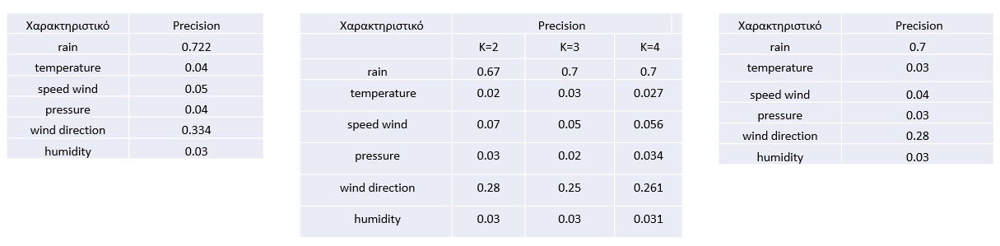 Χαρακτηριστικό Precision
rain 0.722
temperature 0.04
speed wind 0.05
pressure 0.04
wind direction 0.334
humidity 0.03
Χαρακτηριστικό Precision
K=2 K=3 K=4
rain 0.67 0.7 0.7
temperature 0.02 0.03 0.027
speed wind 0.07 0.05 0.056
pressure 0.03 0.02 0.034
wind direction 0.28 0.25 0.261
humidity 0.03 0.03 0.031
Χαρακτηριστικό Precision
rain 0.7
temperature 0.03
speed wind 0.04
pressure 0.03
wind direction 0.28
humidity 0.03